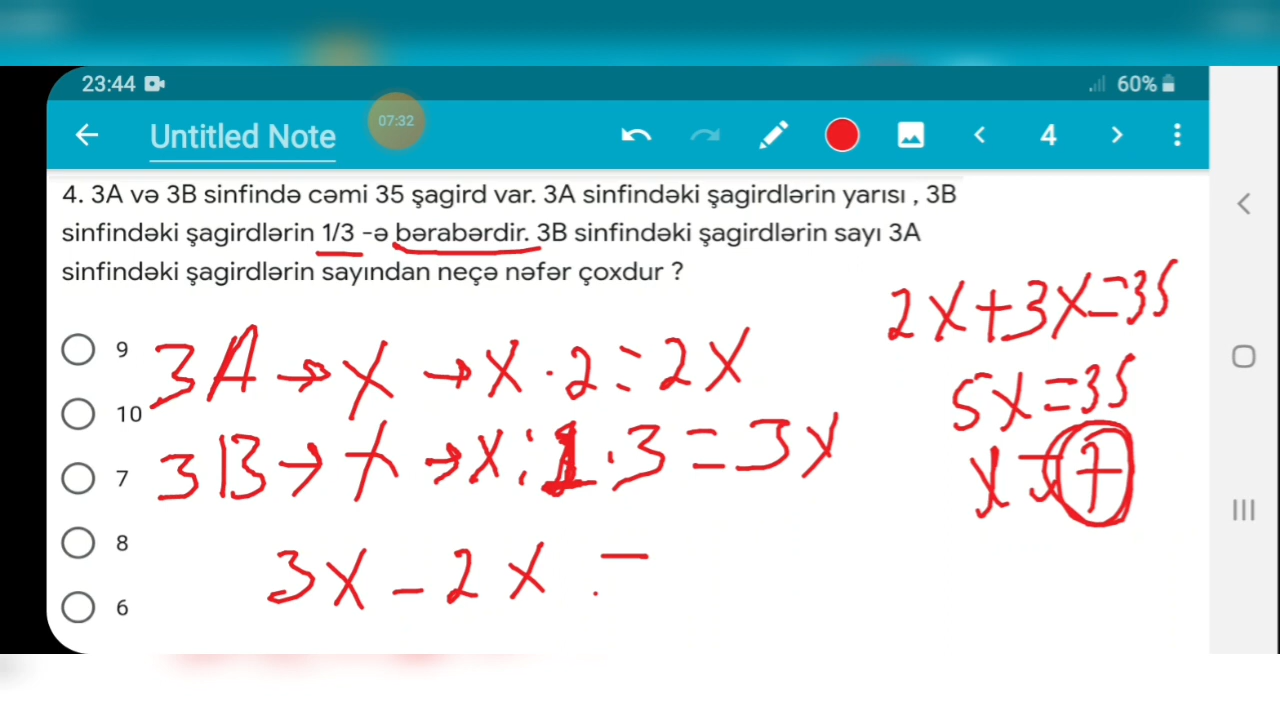 23:44
60%
07:32
Untitled Note
4
4. 3A və 3B sinfində cəmi 35 şagird var. 3A sinfindəki şagirdlərin yarısı , 3B
sinfindəki şagirdlərin 1/3 -ə bərabərdir. 3B sinfindəki şagirdlərin sayı 3A
sinfindəki şagirdlərin sayından neçə nəfər çoxdur ?
9
10
7
8
6
3A → x → x · 2 = 2x
3B → x → x : 1 · 3 = 3x
3x - 2x =
2x + 3x = 35
5x = 35
x = 7